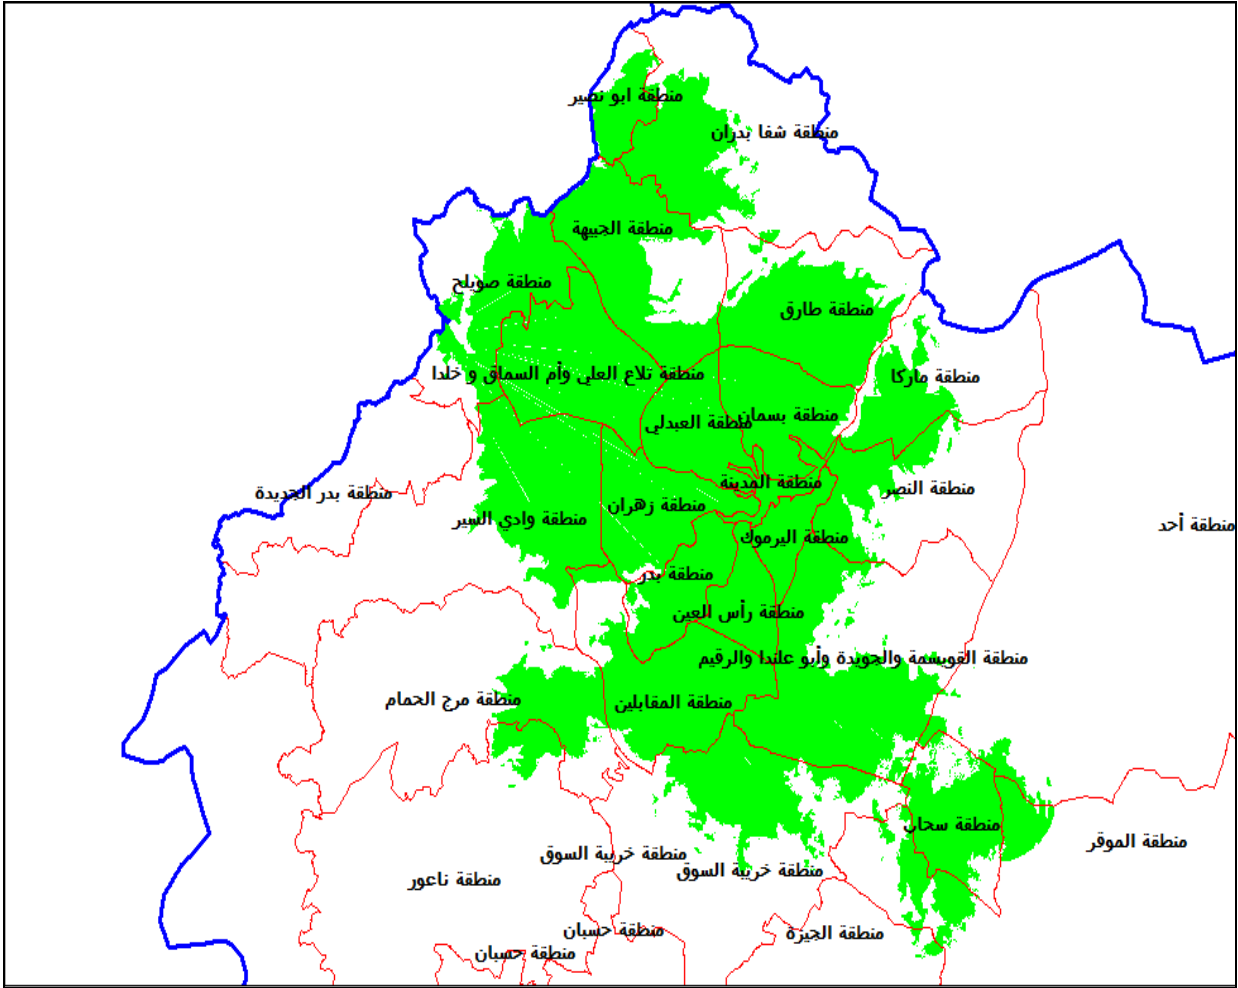 منطقة ابو نصير
منطقة شفا بدران
منطقة الجبيهة
منطقة صويلح
منطقة طارق
منطقة تلاع العلي وأم السماق و خلدا
منطقة ماركا
منطقة بسمان
منطقة العبدلي
منطقة المدينة
منطقة النصر
منطقة بدر الجديدة
منطقة زهران
منطقة وادي السير
منطقة أحد
منطقة اليرموك
منطقة بدر
منطقة رأس العين
منطقة القويسمة والجويدة وأبو علندا والرقيم
منطقة مرج الحمام
منطقة المقابلين
منطقة سحاب
منطقة الموقر
منطقة خريبة السوق
منطقة خريبة السوق
منطقة ناعور
منطقة حسبان
منطقة الجيزة
منطقة حسبان